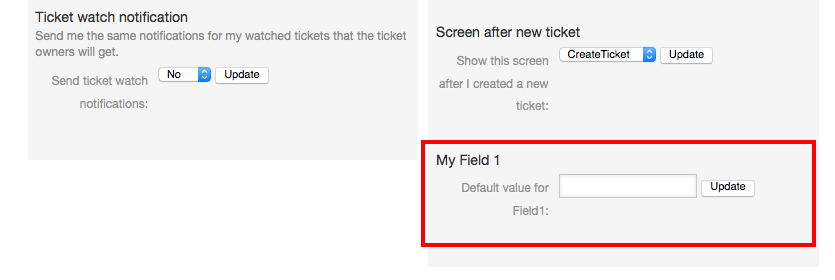 Ticket watch notification
Send me the same notifications for my watched tickets that the ticket
owners will get.
Send ticket watch
notifications:
No
Update
Screen after new ticket
Show this screen
after I created a new
ticket:
CreateTicket
Update
My Field 1
Default value for
Field1:
Update